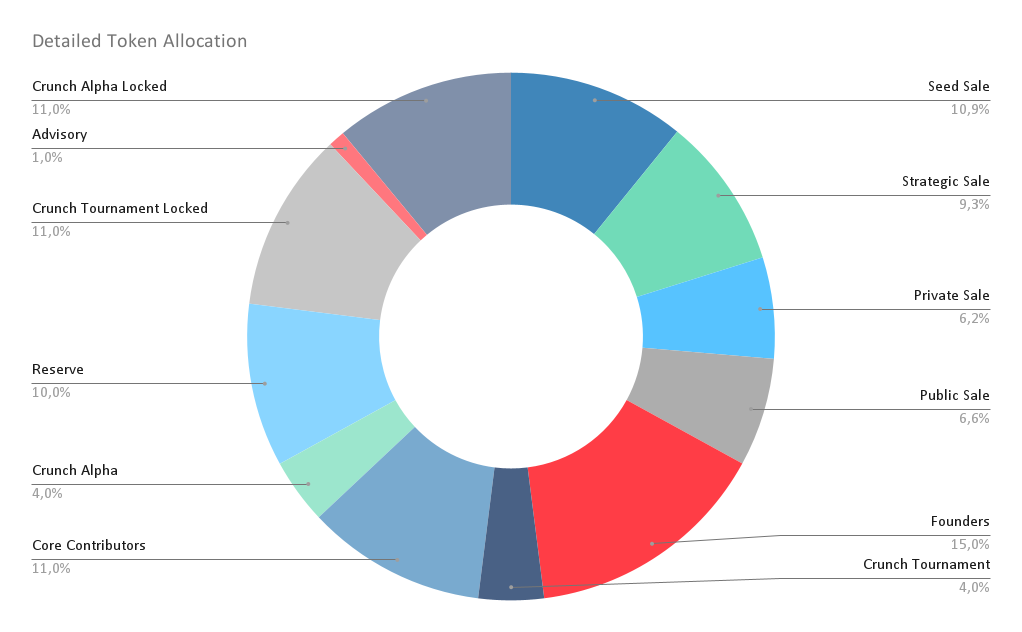 Detailed Token Allocation
Crunch Alpha Locked
11,0%
Advisory
1,0%
Crunch Tournament Locked
11,0%
Reserve
10,0%
Crunch Alpha
4,0%
Core Contributors
11,0%
Seed Sale
10,9%
Strategic Sale
9,3%
Private Sale
6,2%
Public Sale
6,6%
Founders
15,0%
Crunch Tournament
4,0%